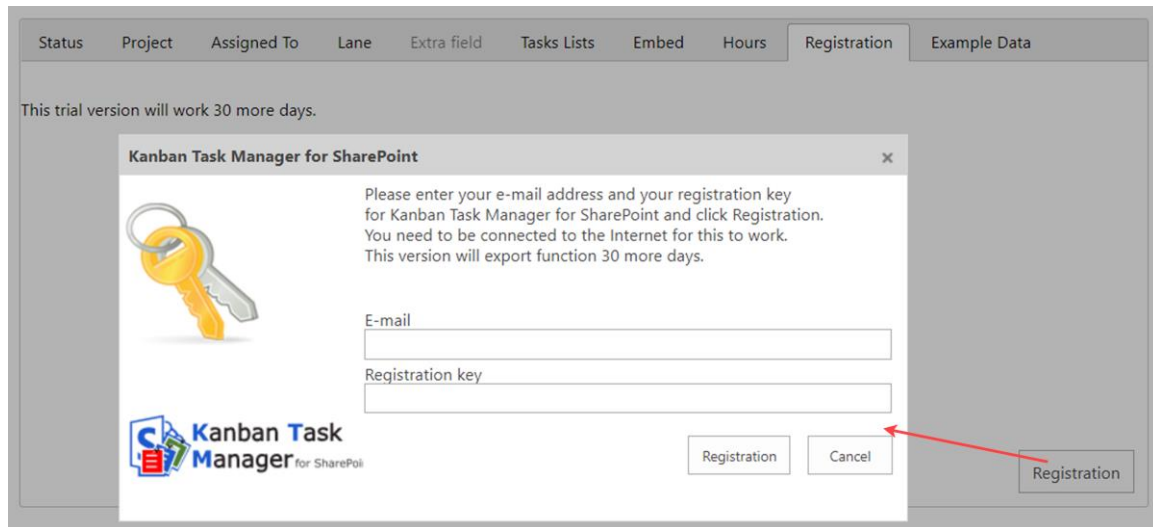 Status Project Assigned To Lane Extra field Tasks Lists Embed Hours Registration Example Data
This trial version will work 30 more days.
Kanban Task Manager for SharePoint
Please enter your e-mail address and your registration key
for Kanban Task Manager for SharePoint and click Registration.
You need to be connected to the Internet for this to work.
This version will export function 30 more days.
E-mail
Registration key
Kanban Task
Manager for SharePoi
Registration Cancel
Registration